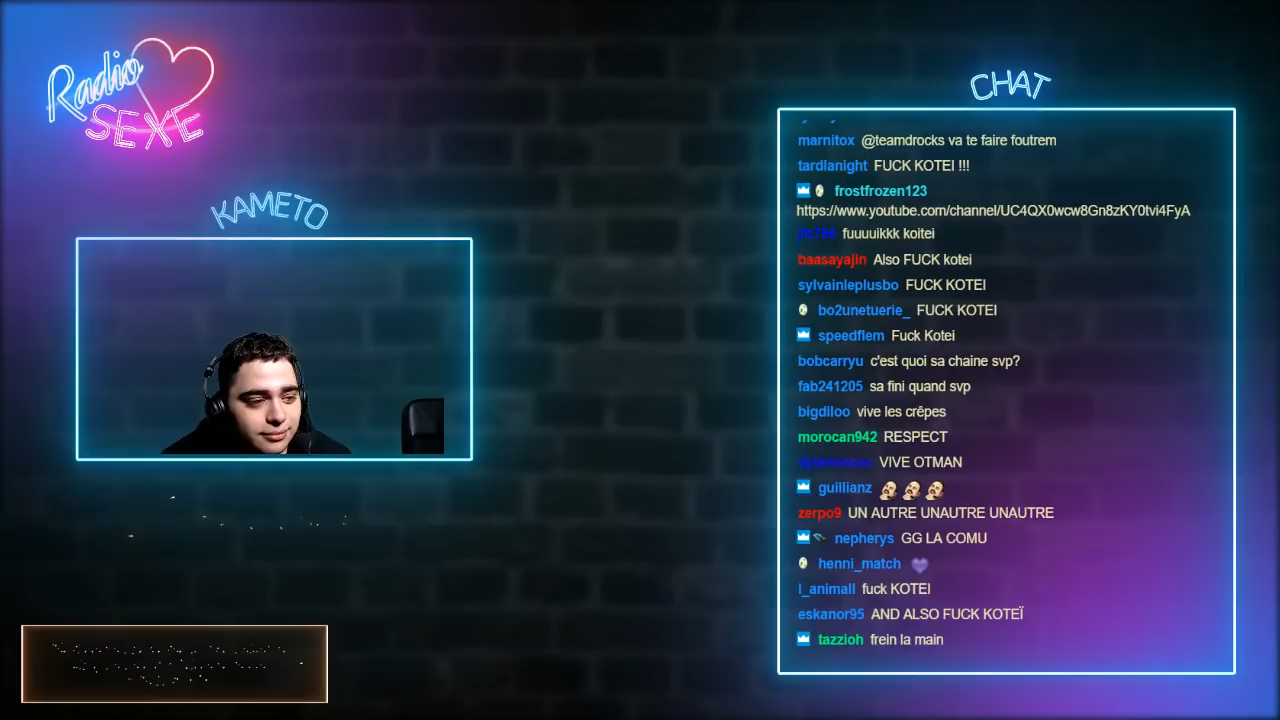 Radio
SEXE
KAMETO
CHAT
marnitox @teamdrocks va te faire foutrem
tardlanight FUCK KOTEI !!!
frostfrozen123
https://www.youtube.com/channel/UC4QX0wcw8Gn8zKY0tvi4FyA
jfc788 fuuuuikkk koitei
baasayajin Also FUCK kotei
sylvainleplusbo FUCK KOTEI
bo2unetuerie_ FUCK KOTEI
speedflem Fuck Kotei
bobcarryu c'est quoi sa chaine svp?
fab241205 sa fini quand svp
bigdiloo vive les crêpes
morocan942 RESPECT
VIVE OTMAN
guillianz
zerpo9 UN AUTRE UNAUTRE UNAUTRE
nepherys GG LA COMU
henni_match
l_animall fuck KOTEI
eskanor95 AND ALSO FUCK KOTEÏ
tazzioh frein la main